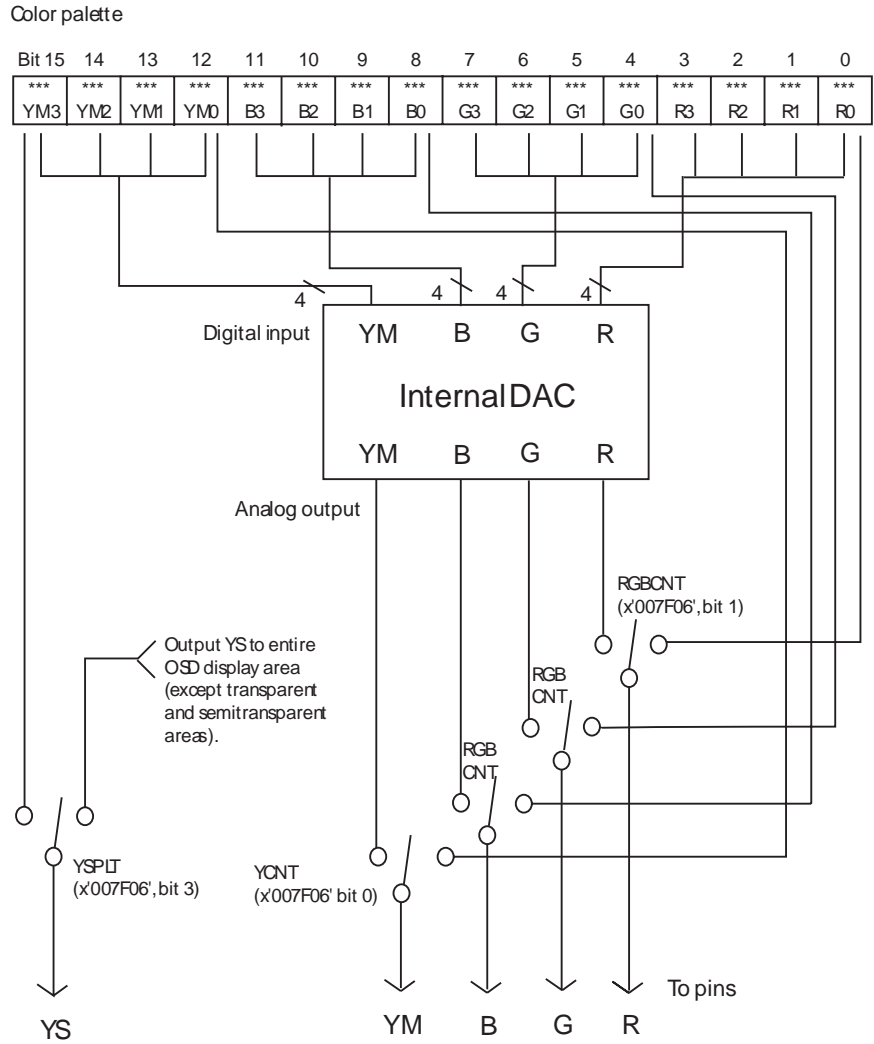 Color palette
Bit 15 14 13 12 11 10 9 8 7 6 5 4 3 2 1 0
*** *** *** *** *** *** *** *** *** *** *** *** *** *** *** ***
YM3 YM2 YM1 YM0 B3 B2 B1 B0 G3 G2 G1 G0 R3 R2 R1 R0
4 4 4 4
Digital input YM B G R
Internal DAC
YM B G R
Analog output
RGBCNT
(x'007F06', bit 1)
Output YS to entire
OSD display area
(except transparent
and semitransparent
areas).
RGB
CNT
RGB
CNT
YSPLT
(x'007F06', bit 3)
YCNT
(x'007F06' bit 0)
To pins
YS YM B G R